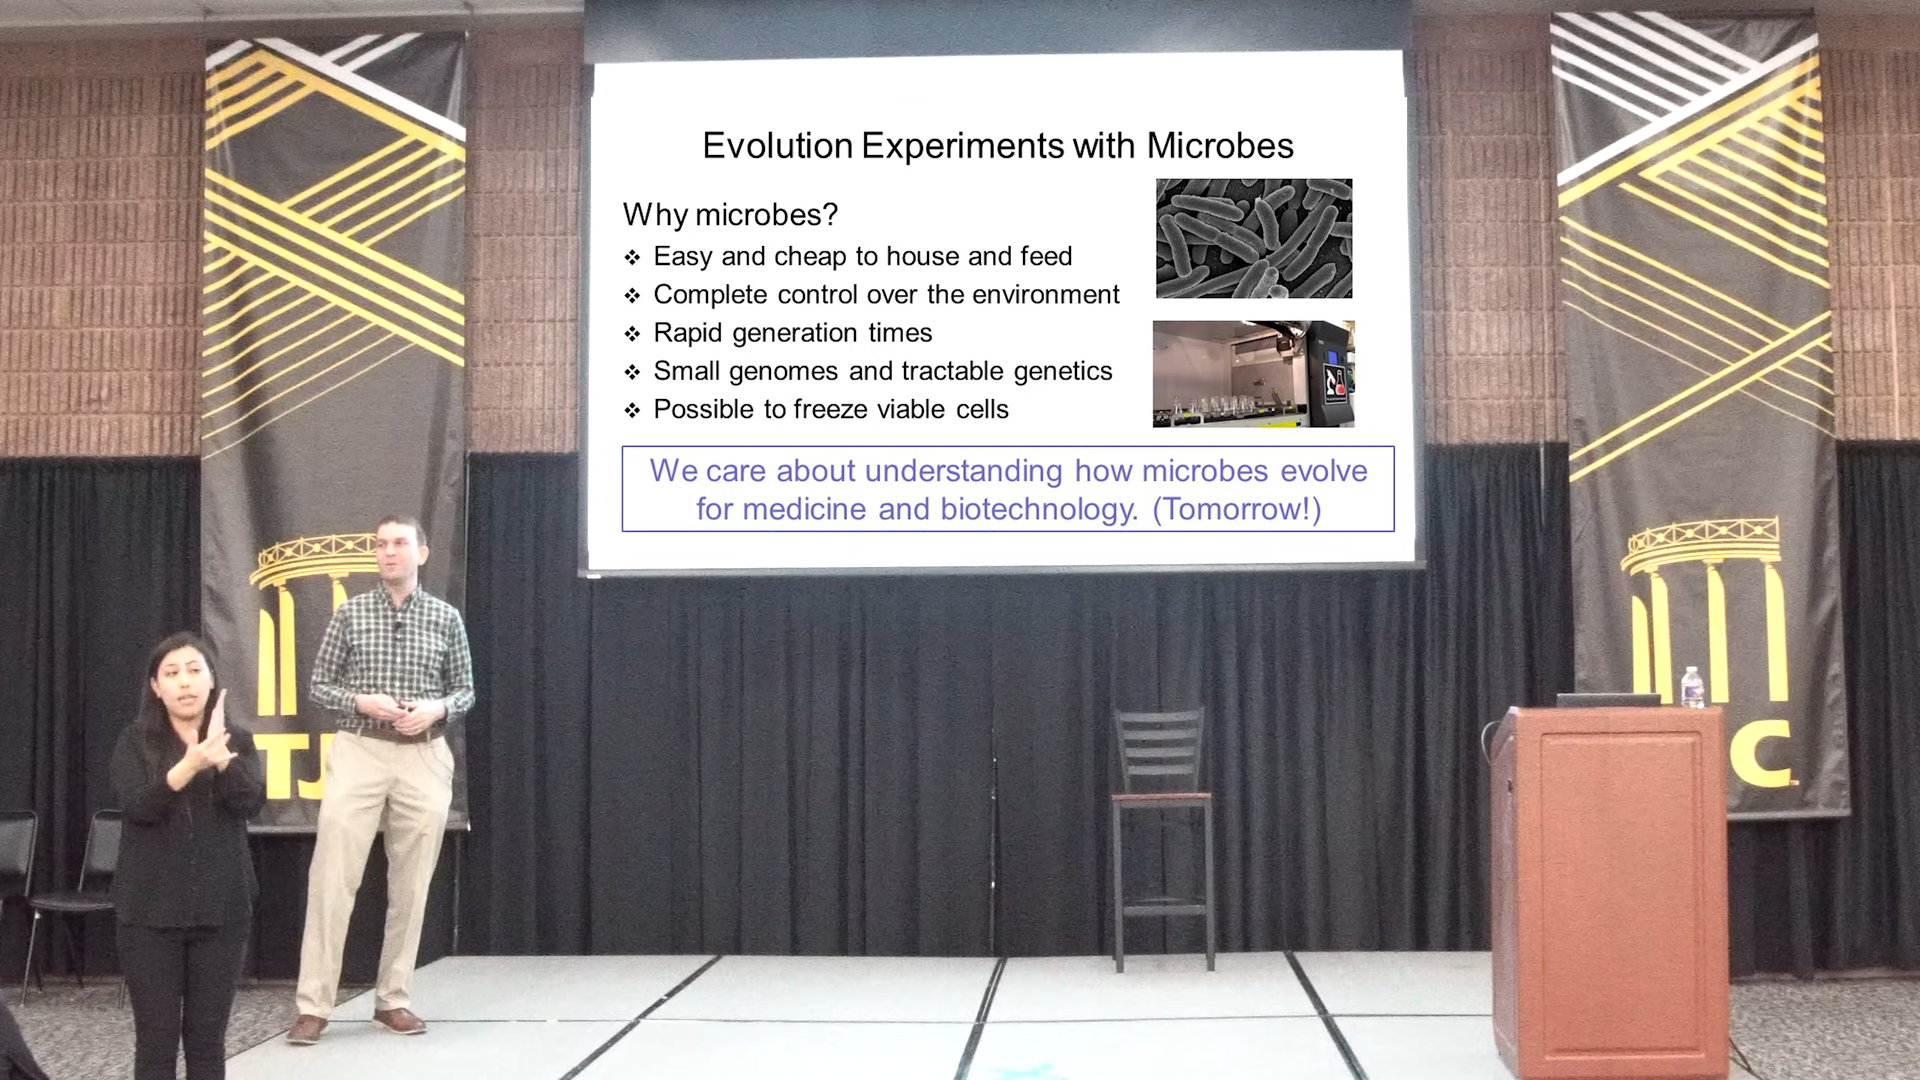 Evolution Experiments with Microbes
Why microbes?
❖ Easy and cheap to house and feed
❖ Complete control over the environment
❖ Rapid generation times
❖ Small genomes and tractable genetics
❖ Possible to freeze viable cells
We care about understanding how microbes evolve
for medicine and biotechnology. (Tomorrow!)
TJ
C